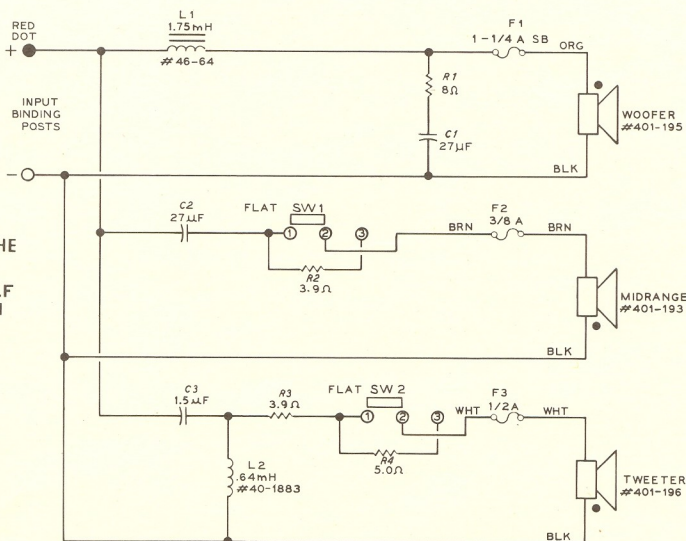 RED
DOT
+
L1
1.75mH
#46-64
F1
1-1/4 A SB
ORG
R1
8Ω
C1
27µF
INPUT
BINDING
POSTS
WOOFER
#401-195
-
BLK
C2
27µF
FLAT SW1
1 2 3
R2
3.9Ω
BRN
F2
3/8 A
BRN
HE
F
MIDRANGE
#401-193
BLK
C3
1.5µF
R3
3.9Ω
FLAT SW2
1 2 3
R4
5.0Ω
WHT
F3
1/2A
WHT
L2
.64mH
#40-1883
TWEETER
#401-196
BLK